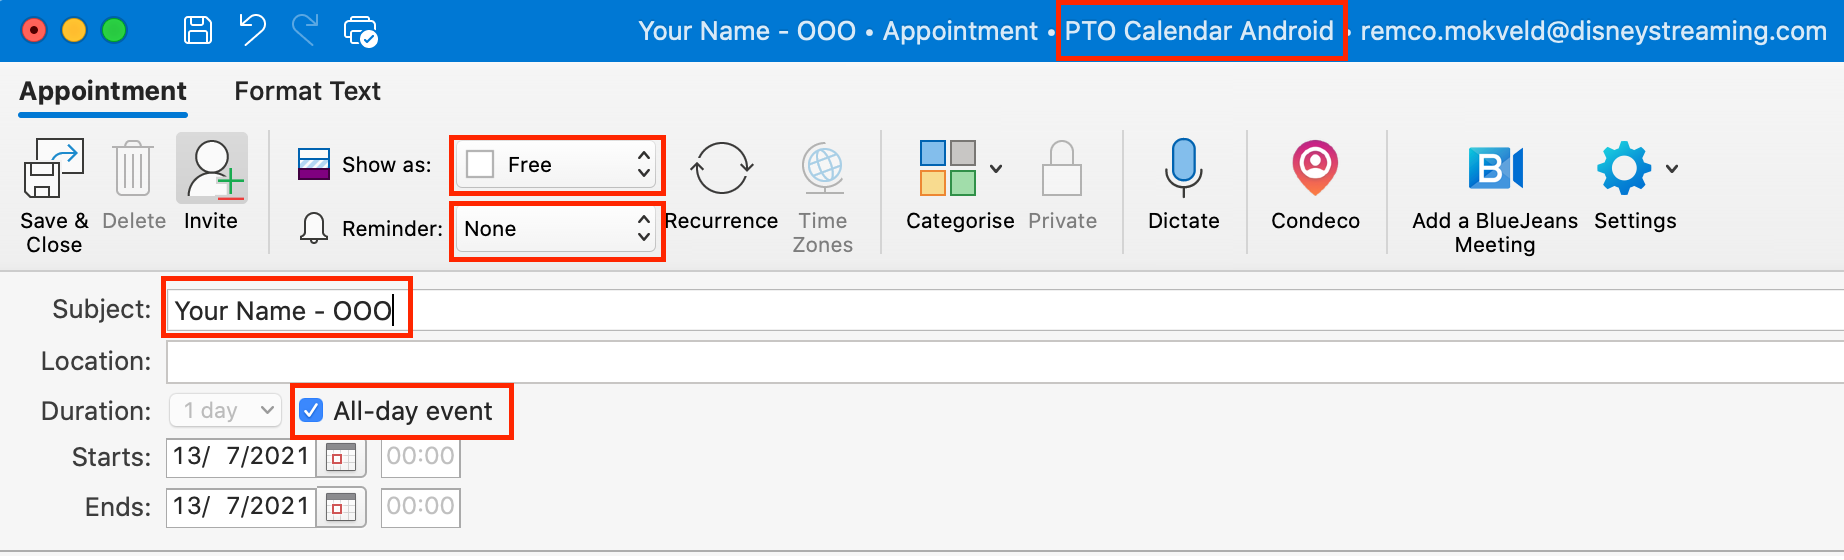 Your Name - OOO • Appointment • PTO Calendar Android • remco.mokveld@disneystreaming.com
Appointment Format Text
Show as: Free
Reminder: None
Save & Close
Delete
Invite
Recurrence
Time Zones
Categorise
Private
Dictate
Condeco
B
Add a BlueJeans Meeting
Settings
Subject: Your Name - OOO
Location:
Duration: 1 day All-day event
Starts: 13/ 7/2021 00:00
Ends: 13/ 7/2021 00:00